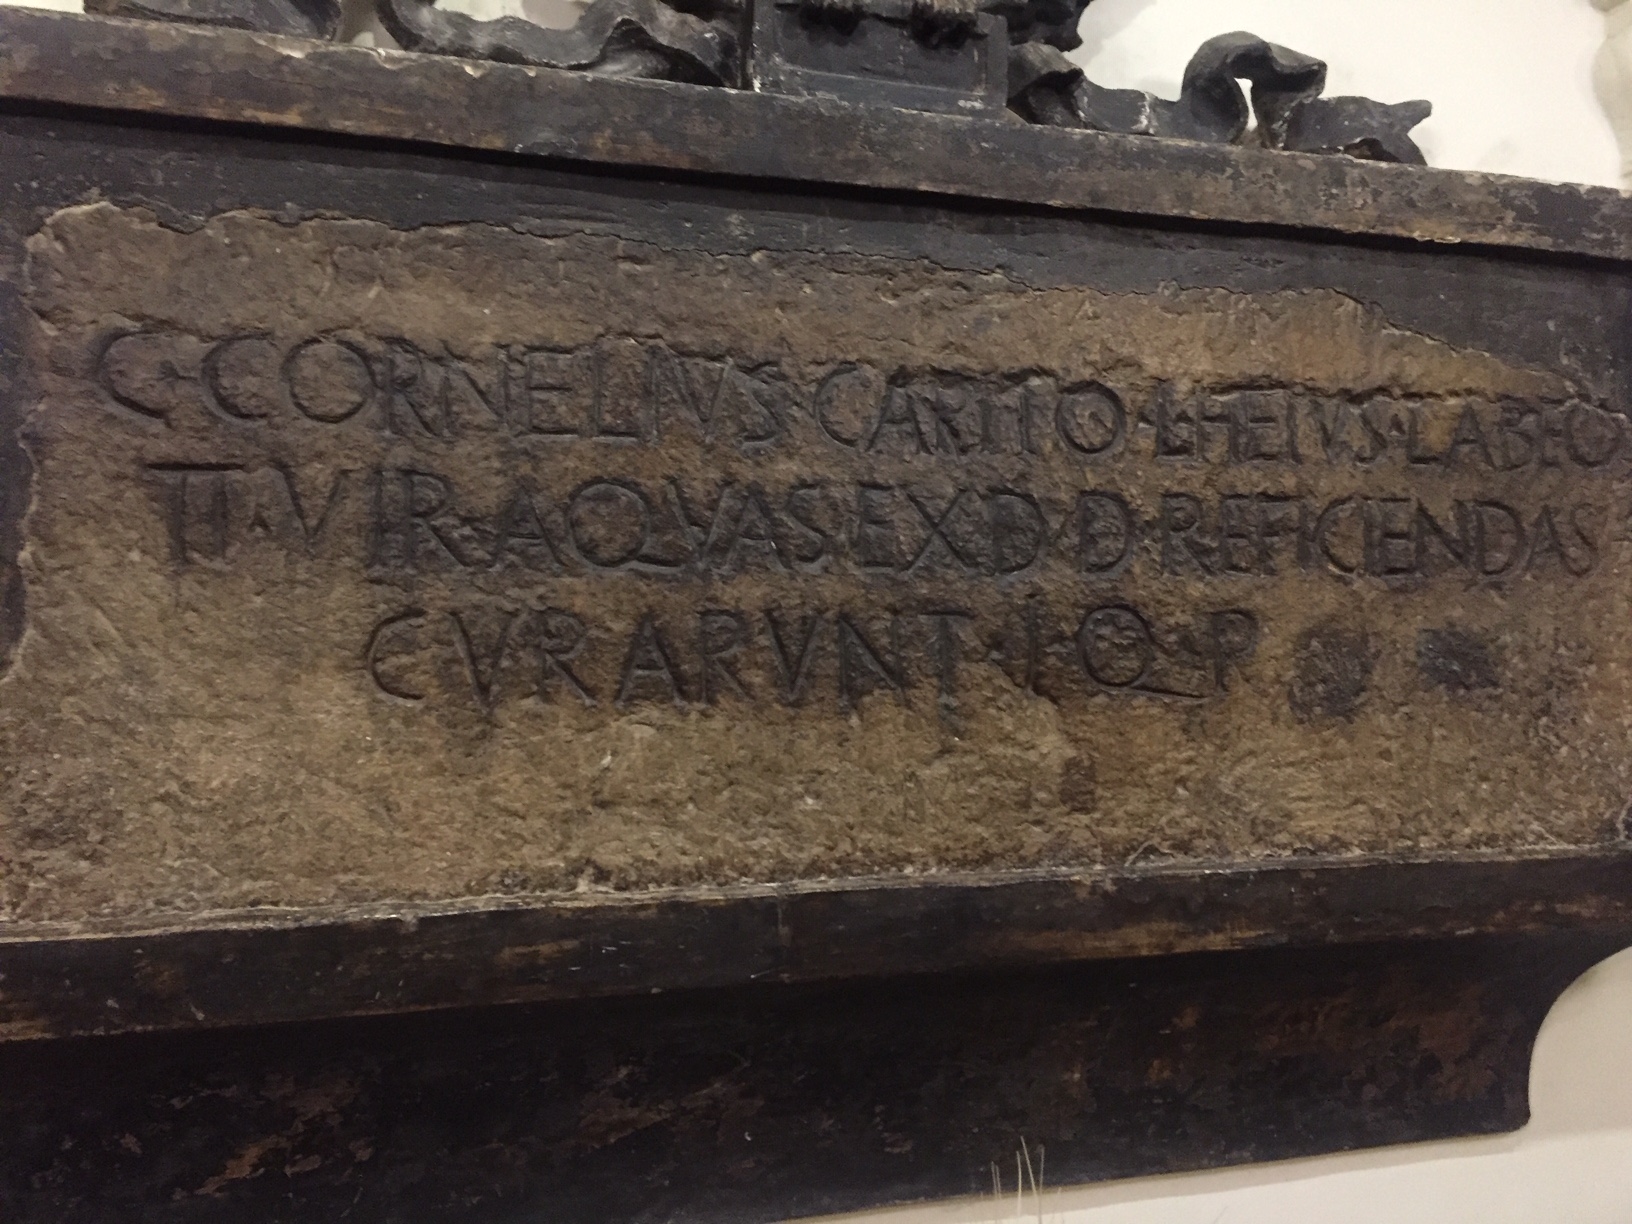 C·CORNELIVS CARITO·L·HEIVS·LABEO
II·VIR·AQVAS EX D D·REFICIENDAS
CVRARVNT·I·Q·P